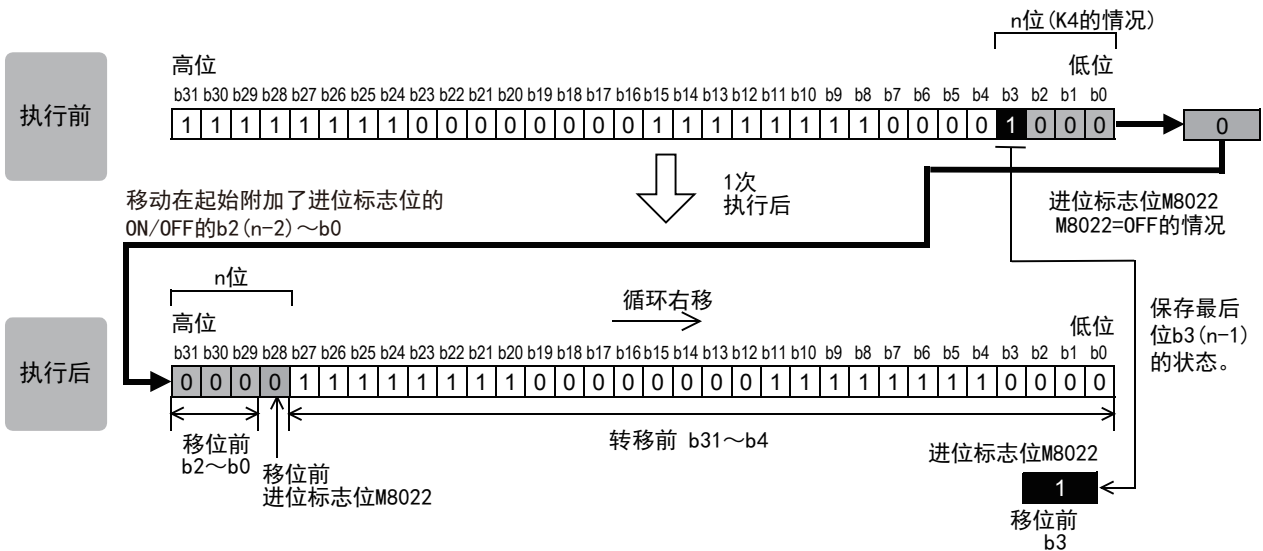 n位(K4的情况)
高位
低位
b31 b30 b29 b28 b27 b26 b25 b24 b23 b22 b21 b20 b19 b18 b17 b16 b15 b14 b13 b12 b11 b10 b9 b8 b7 b6 b5 b4 b3 b2 b1 b0
执行前
1 1 1 1 1 1 1 1 0 0 0 0 0 0 0 0 1 1 1 1 1 1 1 1 0 0 0 0 1 0 0 0
0
1次
执行后
移动在起始附加了进位标志位的
ON/OFF的b2(n-2)～b0
进位标志位M8022
M8022=OFF的情况
n位
循环右移
高位
低位
保存最后
位b3(n-1)
的状态。
b31 b30 b29 b28 b27 b26 b25 b24 b23 b22 b21 b20 b19 b18 b17 b16 b15 b14 b13 b12 b11 b10 b9 b8 b7 b6 b5 b4 b3 b2 b1 b0
执行后
0 0 0 0 1 1 1 1 1 1 1 1 0 0 0 0 0 0 0 0 1 1 1 1 1 1 1 1 0 0 0 0
移位前
b2～b0
移位前
进位标志位M8022
转移前 b31～b4
进位标志位M8022
1
移位前
b3